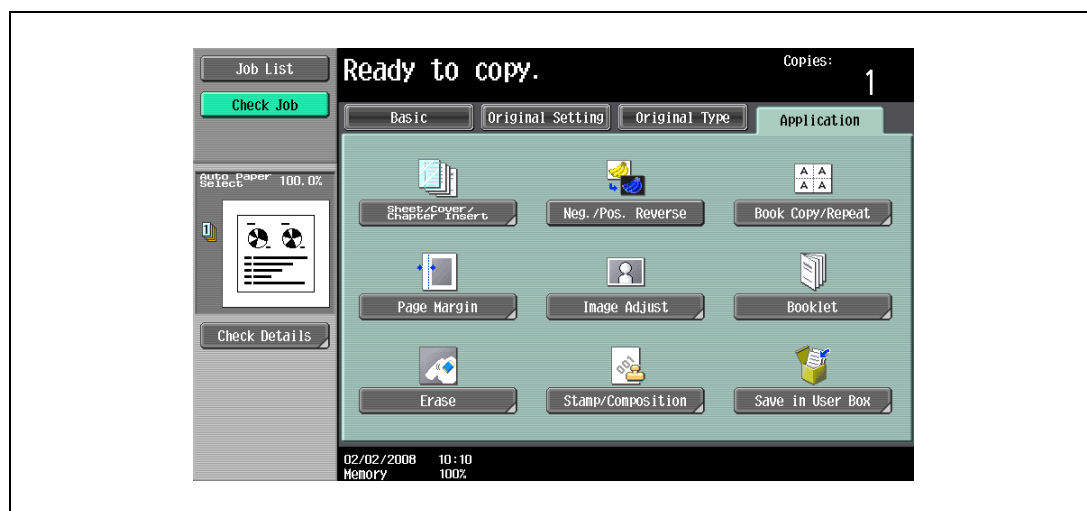 Job List
Check Job
Auto Paper
Select 100.0%
1
Check Details
Ready to copy.
Copies:
1
Basic
Original Setting
Original Type
Application
Sheet/Cover/
Chapter Insert
Neg./Pos. Reverse
A A
A A
Book Copy/Repeat
Page Margin
Image Adjust
Booklet
Erase
001
Stamp/Composition
Save in User Box
02/02/2008 10:10
Memory 100%